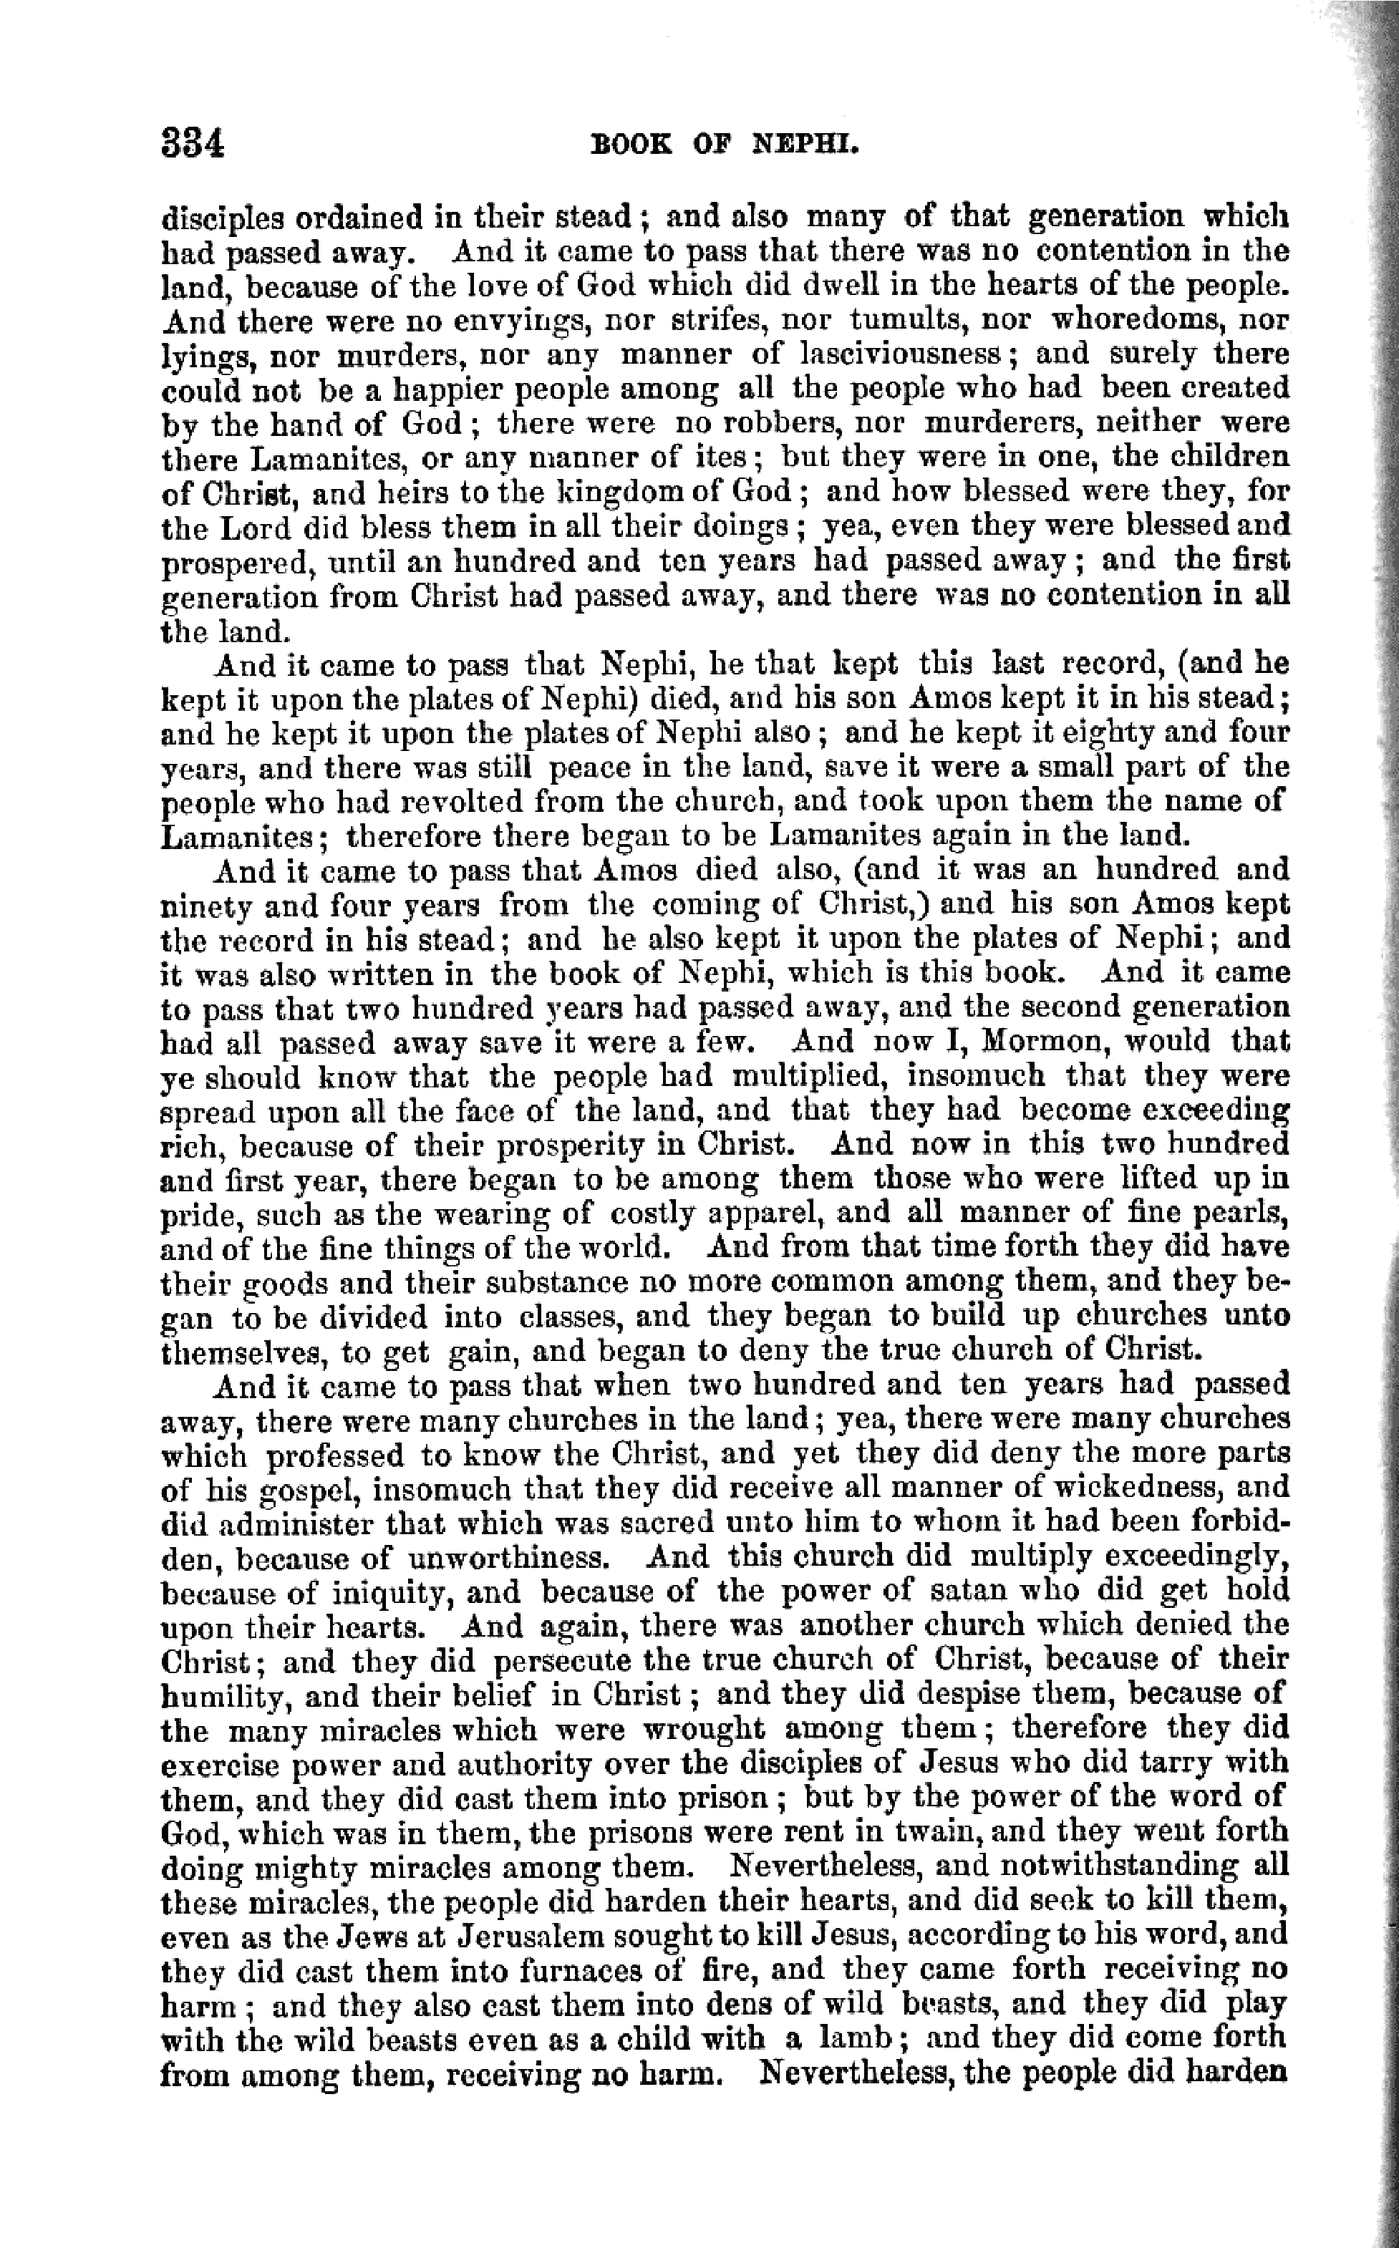 334 BOOK OF NEPHI.
disciples ordained in their stead; and also many of that generation which
had passed away. And it came to pass that there was no contention in the
land, because of the love of God which did dwell in the hearts of the people.
And there were no envyings, nor strifes, nor tumults, nor whoredoms, nor
lyings, nor murders, nor any manner of lasciviousness; and surely there
could not be a happier people among all the people who had been created
by the hand of God; there were no robbers, nor murderers, neither were
there Lamanites, or any manner of ites; but they were in one, the children
of Christ, and heirs to the kingdom of God; and how blessed were they, for
the Lord did bless them in all their doings; yea, even they were blessed and
prospered, until an hundred and ten years had passed away; and the first
generation from Christ had passed away, and there was no contention in all
the land.
And it came to pass that Nephi, he that kept this last record, (and he
kept it upon the plates of Nephi) died, and his son Amos kept it in his stead;
and he kept it upon the plates of Nephi also; and he kept it eighty and four
years, and there was still peace in the land, save it were a small part of the
people who had revolted from the church, and took upon them the name of
Lamanites; therefore there began to be Lamanites again in the land.
And it came to pass that Amos died also, (and it was an hundred and
ninety and four years from the coming of Christ,) and his son Amos kept
the record in his stead; and he also kept it upon the plates of Nephi; and
it was also written in the book of Nephi, which is this book. And it came
to pass that two hundred years had passed away, and the second generation
had all passed away save it were a few. And now I, Mormon, would that
ye should know that the people had multiplied, insomuch that they were
spread upon all the face of the land, and that they had become exceeding
rich, because of their prosperity in Christ. And now in this two hundred
and first year, there began to be among them those who were lifted up in
pride, such as the wearing of costly apparel, and all manner of fine pearls,
and of the fine things of the world. And from that time forth they did have
their goods and their substance no more common among them, and they be-
gan to be divided into classes, and they began to build up churches unto
themselves, to get gain, and began to deny the true church of Christ.
And it came to pass that when two hundred and ten years had passed
away, there were many churches in the land; yea, there were many churches
which professed to know the Christ, and yet they did deny the more parts
of his gospel, insomuch that they did receive all manner of wickedness, and
did administer that which was sacred unto him to whom it had been forbid-
den, because of unworthiness. And this church did multiply exceedingly,
because of iniquity, and because of the power of satan who did get hold
upon their hearts. And again, there was another church which denied the
Christ; and they did persecute the true church of Christ, because of their
humility, and their belief in Christ; and they did despise them, because of
the many miracles which were wrought among them; therefore they did
exercise power and authority over the disciples of Jesus who did tarry with
them, and they did cast them into prison; but by the power of the word of
God, which was in them, the prisons were rent in twain, and they went forth
doing mighty miracles among them. Nevertheless, and notwithstanding all
these miracles, the people did harden their hearts, and did seek to kill them,
even as the Jews at Jerusalem sought to kill Jesus, according to his word, and
they did cast them into furnaces of fire, and they came forth receiving no
harm; and they also cast them into dens of wild beasts, and they did play
with the wild beasts even as a child with a lamb; and they did come forth
from among them, receiving no harm. Nevertheless, the people did harden